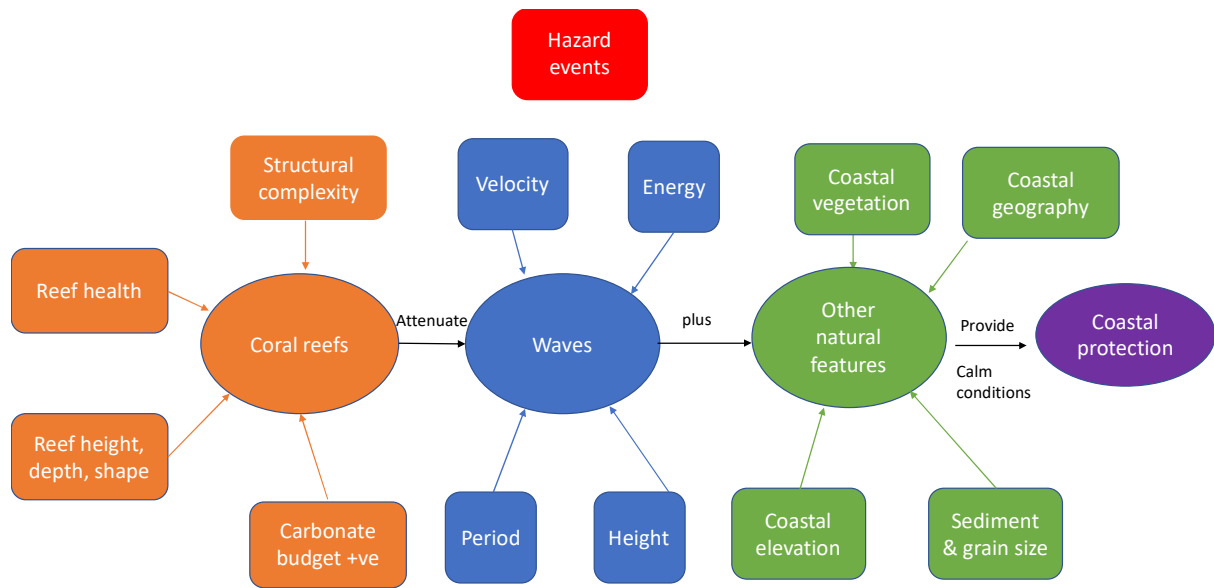 Hazard
events
Structural
complexity
Velocity
Energy
Coastal
vegetation
Coastal
geography
Reef health
Coral reefs
Attenuate
Waves
plus
Other
natural
features
Provide
Calm
conditions
Coastal
protection
Reef height,
depth, shape
Carbonate
budget +ve
Period
Height
Coastal
elevation
Sediment
& grain size